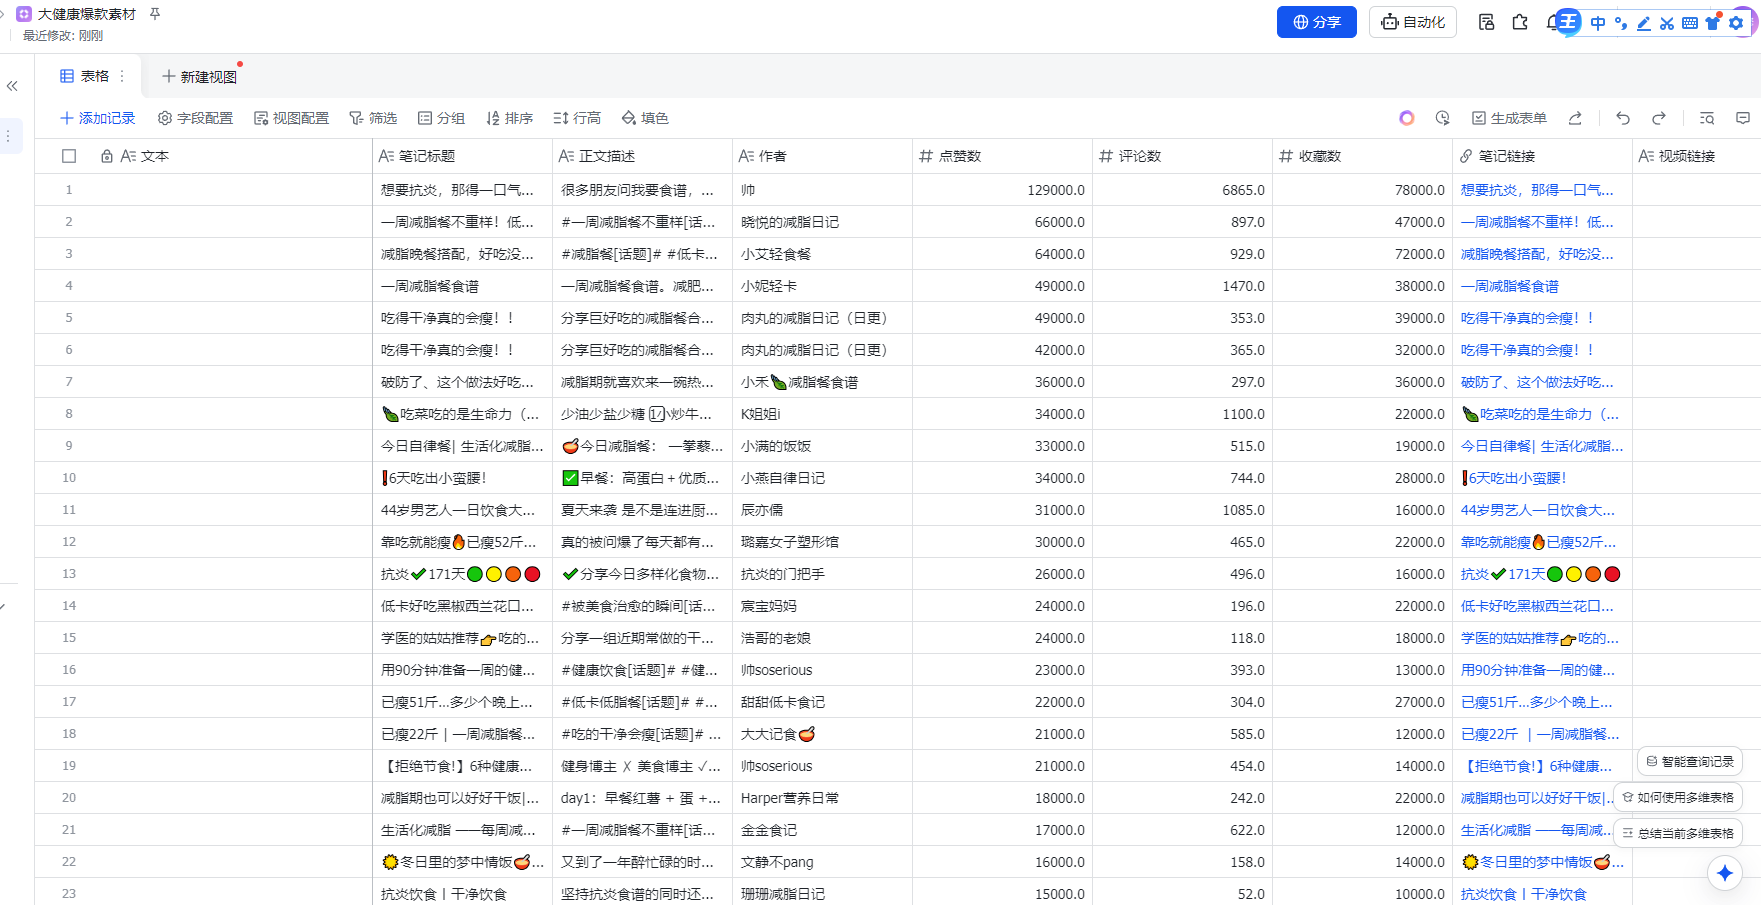 大健康爆款素材
最近修改: 刚刚
分享
自动化
王 中
表格
新建视图
添加记录 字段配置 视图配置 筛选 分组 排序 行高 填色 生成表单
文本 笔记标题 正文描述 作者 点赞数 评论数 收藏数 笔记链接 视频链接
1 想要抗炎，那得一口气... 很多朋友问我要食谱，... 帅 129000.0 6865.0 78000.0 想要抗炎，那得一口气...
2 一周减脂餐不重样！低... #一周减脂餐不重样[话... 晓悦的减脂日记 66000.0 897.0 47000.0 一周减脂餐不重样！低...
3 减脂晚餐搭配，好吃没... #减脂餐[话题]# #低卡... 小艾轻食餐 64000.0 929.0 72000.0 减脂晚餐搭配，好吃没...
4 一周减脂餐食谱 一周减脂餐食谱。减肥... 小妮轻卡 49000.0 1470.0 38000.0 一周减脂餐食谱
5 吃得干净真的会瘦！！ 分享巨好吃的减脂餐合... 肉丸的减脂日记（日更） 49000.0 353.0 39000.0 吃得干净真的会瘦！！
6 吃得干净真的会瘦！！ 分享巨好吃的减脂餐合... 肉丸的减脂日记（日更） 42000.0 365.0 32000.0 吃得干净真的会瘦！！
7 破防了、这个做法好吃... 减脂期就喜欢来一碗热... 小禾🍃减脂餐食谱 36000.0 297.0 36000.0 破防了、这个做法好吃...
8 🍃吃菜吃的是生命力（... 少油少盐少糖 1⃣小炒牛... K姐姐i 34000.0 1100.0 22000.0 🍃吃菜吃的是生命力（...
9 今日自律餐| 生活化减脂... 🥣今日减脂餐： 一掌藜... 小满的饭饭 33000.0 515.0 19000.0 今日自律餐| 生活化减脂...
10 ❗6天吃出小蛮腰！ ✅早餐：高蛋白＋优质... 小燕自律日记 34000.0 744.0 28000.0 ❗6天吃出小蛮腰！
11 44岁男艺人一日饮食大... 夏天来袭 是不是连进厨... 辰亦儒 31000.0 1085.0 16000.0 44岁男艺人一日饮食大...
12 靠吃就能瘦🔥已瘦52斤... 真的被问爆了每天都有... 璐嘉女子塑形馆 30000.0 465.0 22000.0 靠吃就能瘦🔥已瘦52斤...
13 抗炎✔171天🟢🟡🟠🔴 ✔分享今日多样化食物... 抗炎的门把手 26000.0 496.0 16000.0 抗炎✔171天🟢🟡🟠🔴
14 低卡好吃黑椒西兰花口... #被美食治愈的瞬间[话... 宸宝妈妈 24000.0 196.0 22000.0 低卡好吃黑椒西兰花口...
15 学医的姑姑推荐👉吃的... 分享一组近期常做的干... 浩哥的老娘 24000.0 118.0 18000.0 学医的姑姑推荐👉吃的...
16 用90分钟准备一周的健... #健康饮食[话题]# #健... 帅soserious 23000.0 393.0 13000.0 用90分钟准备一周的健...
17 已瘦51斤...多少个晚上... #低卡低脂餐[话题]# #... 甜甜低卡食记 22000.0 304.0 27000.0 已瘦51斤...多少个晚上...
18 已瘦22斤｜一周减脂餐... #吃的干净会瘦[话题]# ... 大大记食🥣 21000.0 585.0 12000.0 已瘦22斤 ｜一周减脂餐...
19 【拒绝节食!】6种健康... 健身博主 ✗ 美食博主 ✓... 帅soserious 21000.0 454.0 14000.0 【拒绝节食!】6种健康...
20 减脂期也可以好好干饭|... day1：早餐红薯 + 蛋 +... Harper营养日常 18000.0 242.0 22000.0 减脂期也可以好好干饭|...
21 生活化减脂 ——每周减... #一周减脂餐不重样[话... 金金食记 17000.0 622.0 12000.0 生活化减脂 ——每周减...
22 🌞冬日里的梦中情饭🥣... 又到了一年醉忙碌的时... 文静不pang 16000.0 158.0 14000.0 🌞冬日里的梦中情饭🥣...
23 抗炎饮食丨干净饮食 坚持抗炎食谱的同时还... 珊珊减脂日记 15000.0 52.0 10000.0 抗炎饮食丨干净饮食
智能查询记录
如何使用多维表格
总结当前多维表格